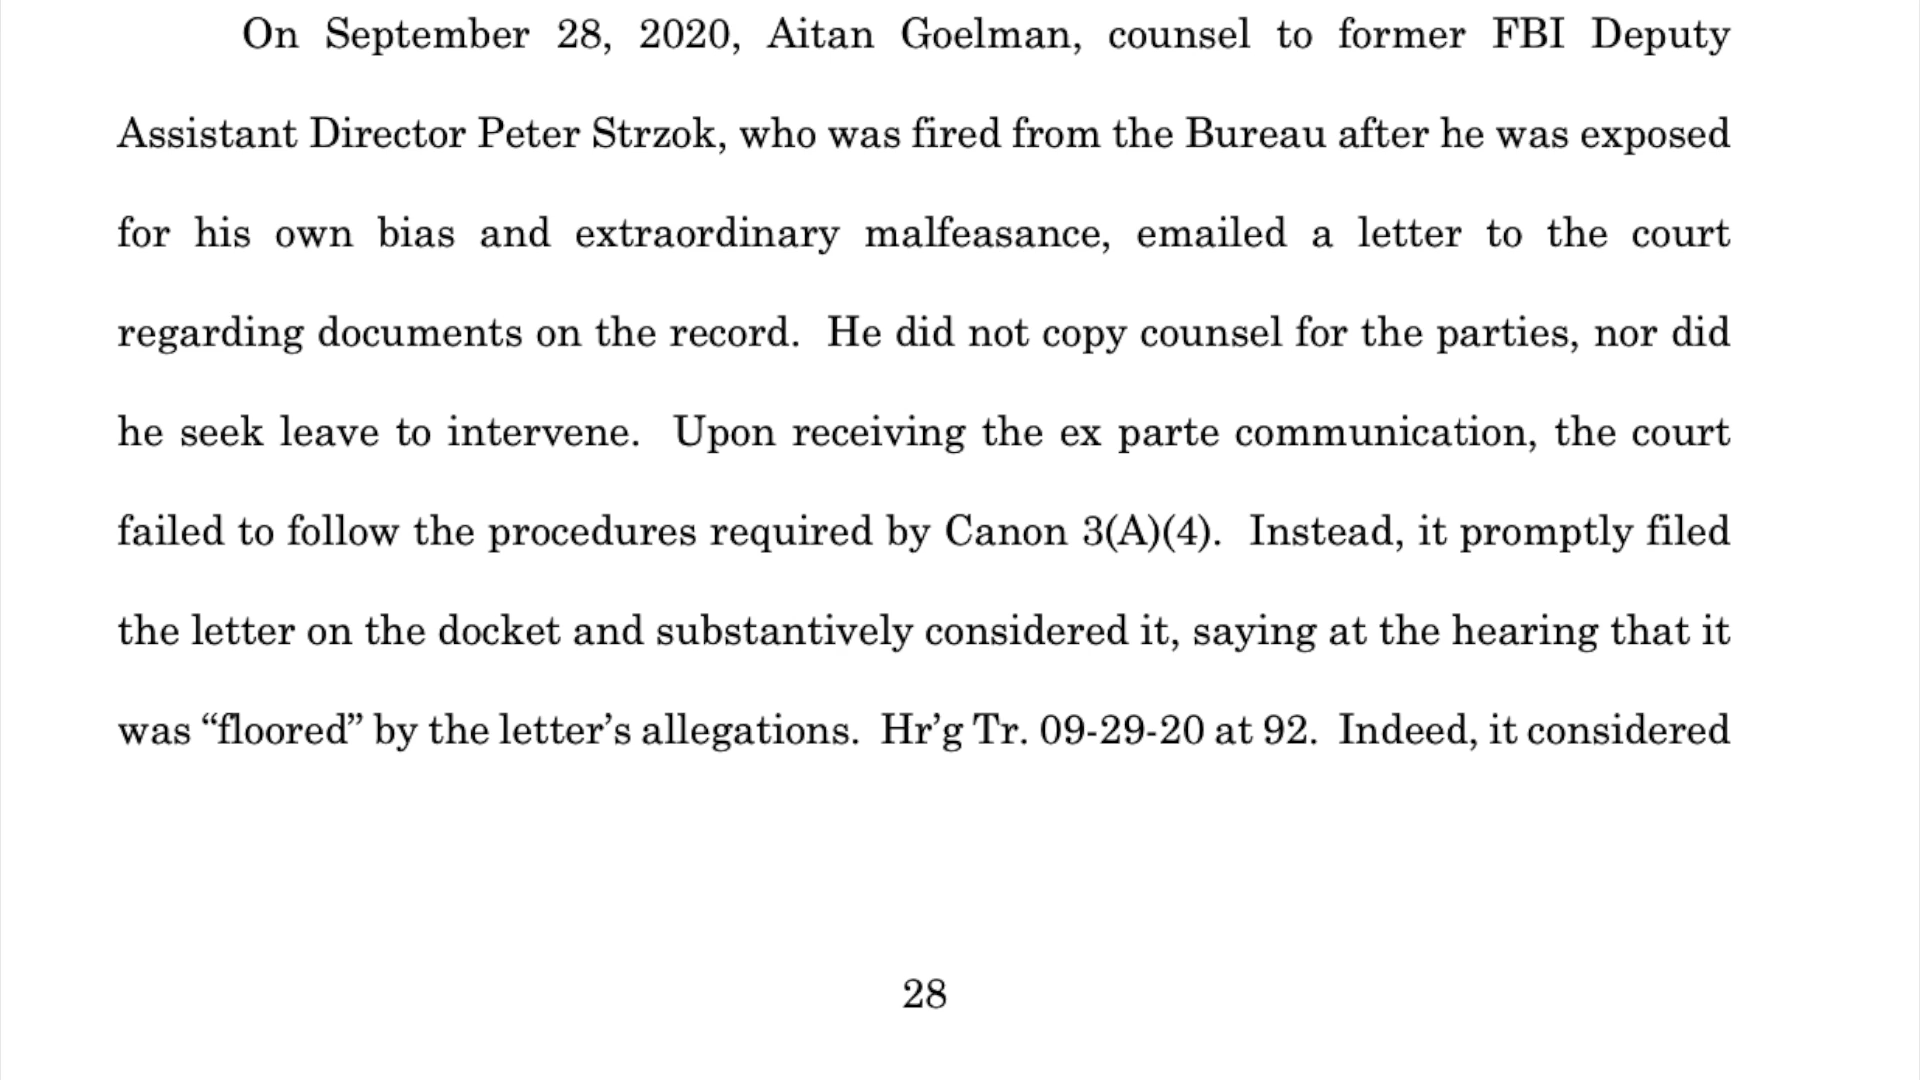 On September 28, 2020, Aitan Goelman, counsel to former FBI Deputy
Assistant Director Peter Strzok, who was fired from the Bureau after he was exposed
for his own bias and extraordinary malfeasance, emailed a letter to the court
regarding documents on the record. He did not copy counsel for the parties, nor did
he seek leave to intervene. Upon receiving the ex parte communication, the court
failed to follow the procedures required by Canon 3(A)(4). Instead, it promptly filed
the letter on the docket and substantively considered it, saying at the hearing that it
was “floored” by the letter’s allegations. Hr’g Tr. 09-29-20 at 92. Indeed, it considered
28